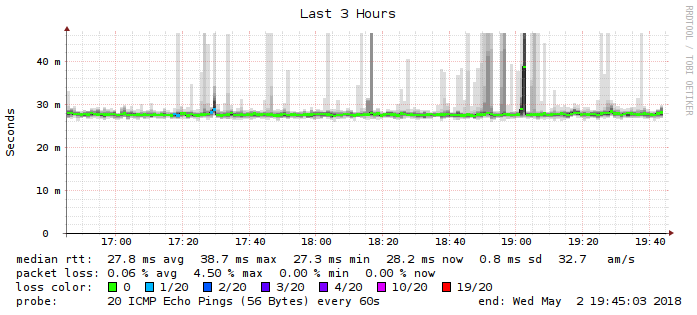 Last 3 Hours
RRDTOOL / TOBI OETIKER
Seconds
40 m
30 m
20 m
10 m
0
17:00 17:20 17:40 18:00 18:20 18:40 19:00 19:20 19:40
median rtt: 27.8 ms avg 38.7 ms max 27.3 ms min 28.2 ms now 0.8 ms sd 32.7 am/s
packet loss: 0.06 % avg 4.50 % max 0.00 % min 0.00 % now
loss color: 0 1/20 2/20 3/20 4/20 10/20 19/20
probe: 20 ICMP Echo Pings (56 Bytes) every 60s end: Wed May 2 19:45:03 2018